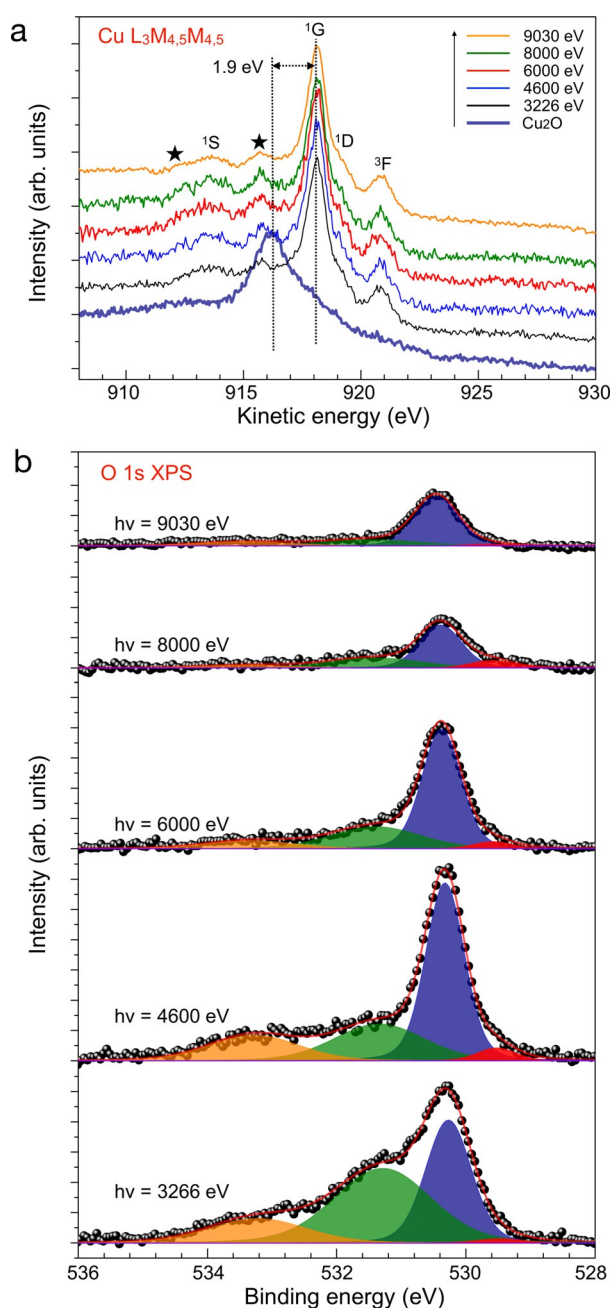 a
Cu L₃M₄,₅M₄,₅
¹G
9030 eV
8000 eV
6000 eV
4600 eV
3226 eV
Cu₂O
1.9 eV
★
¹S
★
¹D
³F
Intensity (arb. units)
910
915
920
925
930
Kinetic energy (eV)
b
O 1s XPS
hν = 9030 eV
hν = 8000 eV
hν = 6000 eV
hν = 4600 eV
hν = 3266 eV
Intensity (arb. units)
536
534
532
530
528
Binding energy (eV)